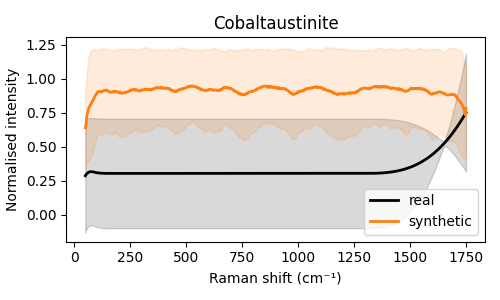 Cobaltaustinite
Normalised intensity
1.25
1.00
0.75
0.50
0.25
0.00
0
250
500
750
1000
1250
1500
1750
Raman shift (cm⁻¹)
real
synthetic